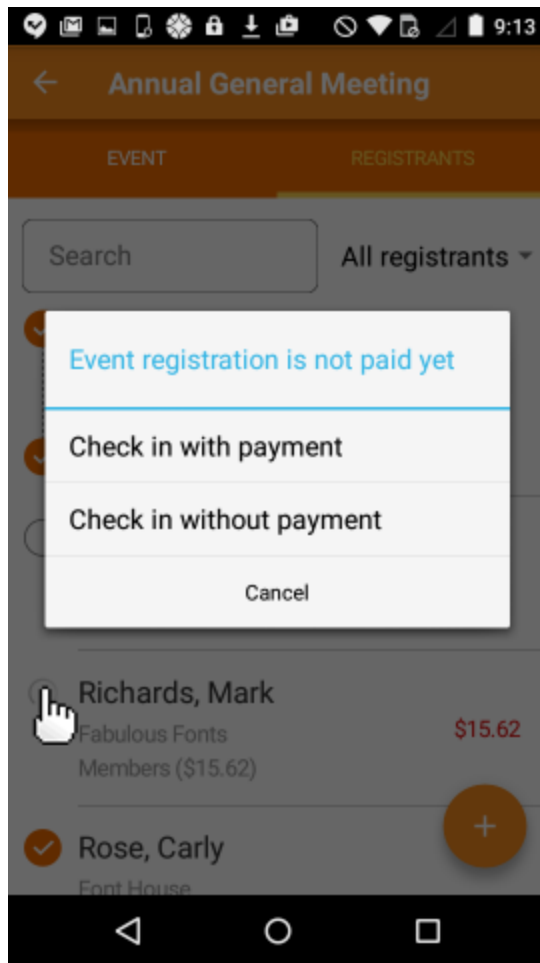 9:13
Annual General Meeting
EVENT
REGISTRANTS
Search
All registrants
Event registration is not paid yet
Check in with payment
Check in without payment
Cancel
Richards, Mark
Fabulous Fonts
$15.62
Members ($15.62)
Rose, Carly
Font House